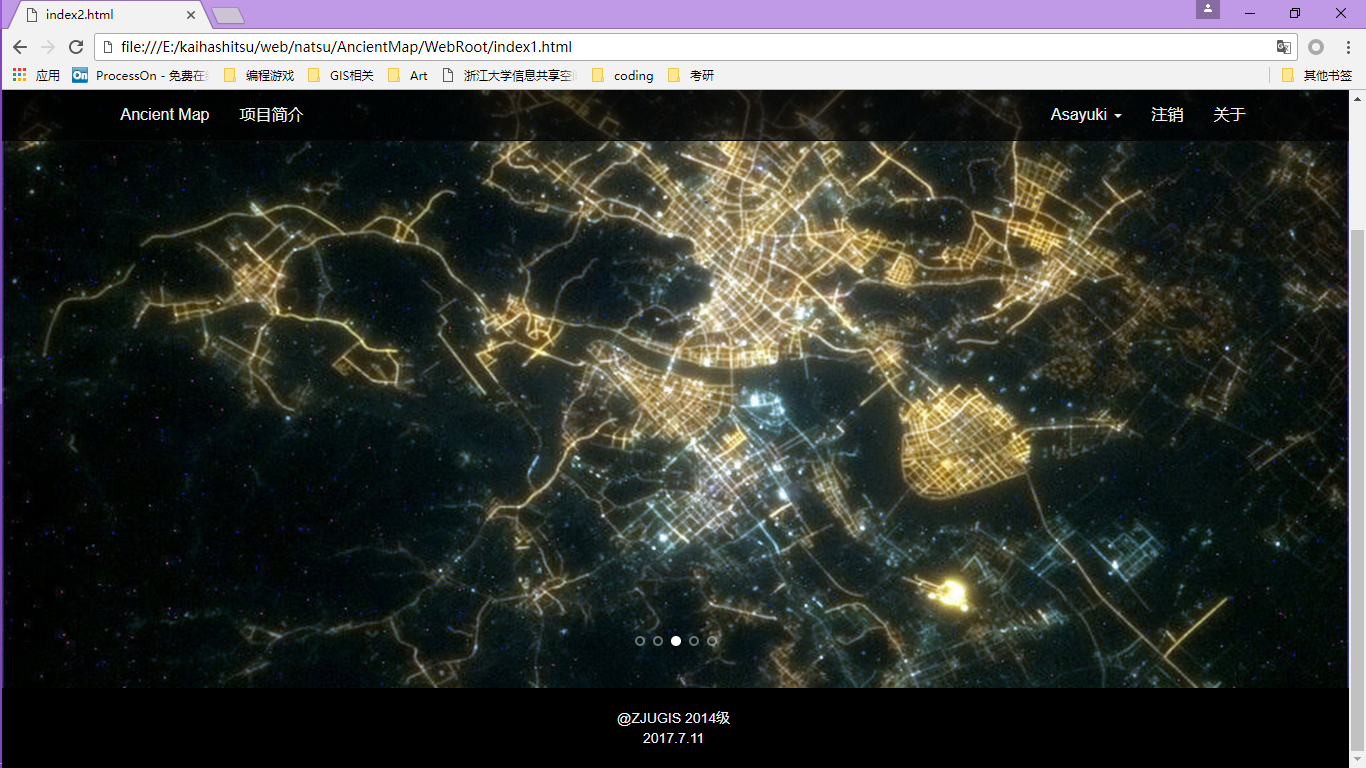 index2.html
file:///E:/kaihashitsu/web/natsu/AncientMap/WebRoot/index1.html
应用 On ProcessOn - 免费在 编程游戏 GIS相关 Art 浙江大学信息共享空 coding 考研 其他书签
Ancient Map 项目简介 Asayuki 注销 关于
@ZJUGIS 2014级
2017.7.11